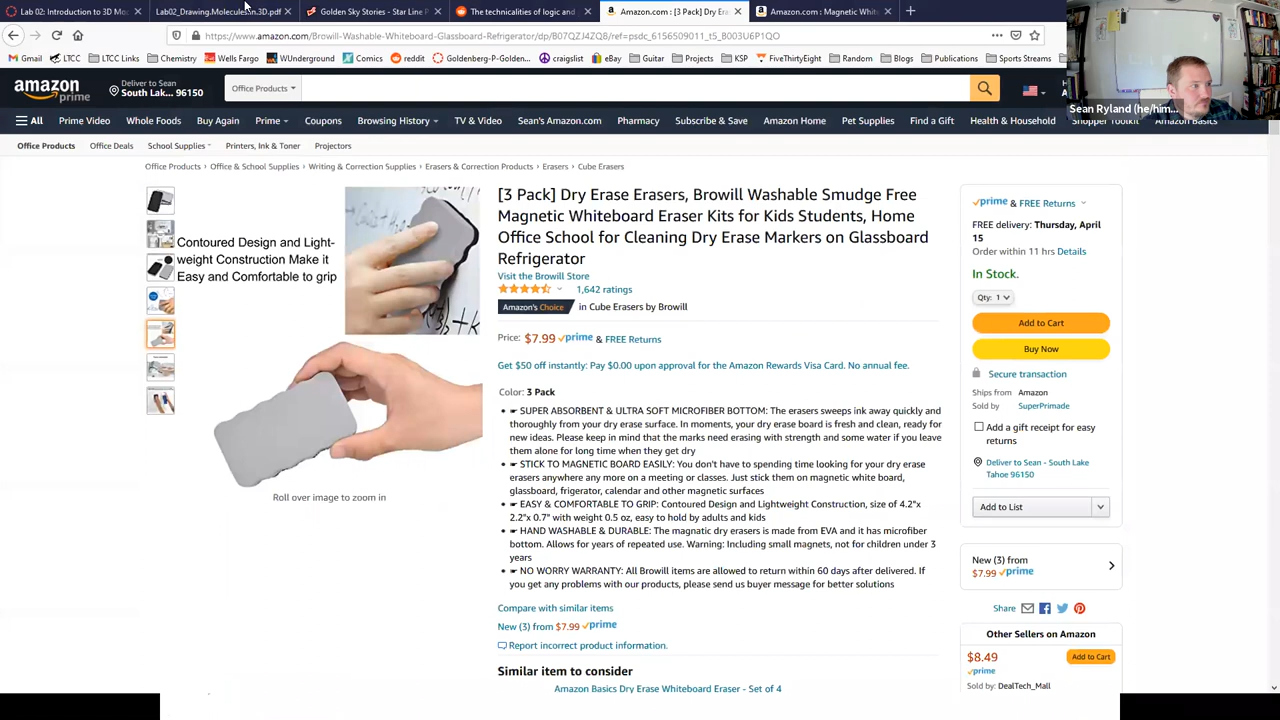 Lab 02: Introduction to 3D Mo
Lab02_Drawing.Molecules.in.3D.pdf
Golden Sky Stories - Star Line P
The technicalities of logic and
Amazon.com : [3 Pack] Dry Era
Amazon.com : Magnetic White
https://www.amazon.com/Browill-Washable-Whiteboard-Glassboard-Refrigerator/dp/B07QZJ4ZQ8/ref=psdc_6156509011_t5_B003U6P1QO
Gmail
LTCC
LTCC Links
Chemistry
Wells Fargo
WUnderground
Comics
reddit
Goldenberg-P-Golden...
craigslist
eBay
Guitar
Projects
KSP
FiveThirtyEight
Random
Blogs
Publications
Sports Streams
Sean Ryland (he/him...
amazon prime
Deliver to Sean
South Lak... 96150
Office Products
All
Prime Video
Whole Foods
Buy Again
Prime
Coupons
Browsing History
TV & Video
Sean's Amazon.com
Pharmacy
Subscribe & Save
Amazon Home
Pet Supplies
Find a Gift
Health & Household
Shopper Toolkit
Amazon Basics
Office Products
Office Deals
School Supplies
Printers, Ink & Toner
Projectors
Office Products › Office & School Supplies › Writing & Correction Supplies › Erasers & Correction Products › Erasers › Cube Erasers
Contoured Design and Light-
weight Construction Make it
Easy and Comfortable to grip
Roll over image to zoom in
[3 Pack] Dry Erase Erasers, Browill Washable Smudge Free
Magnetic Whiteboard Eraser Kits for Kids Students, Home
Office School for Cleaning Dry Erase Markers on Glassboard
Refrigerator
Visit the Browill Store
1,642 ratings
Amazon's Choice in Cube Erasers by Browill
Price: $7.99 prime & FREE Returns
Get $50 off instantly: Pay $0.00 upon approval for the Amazon Rewards Visa Card. No annual fee.
Color: 3 Pack
• ☛ SUPER ABSORBENT & ULTRA SOFT MICROFIBER BOTTOM: The erasers sweeps ink away quickly and
thoroughly from your dry erase surface. In moments, your dry erase board is fresh and clean, ready for
new ideas. Please keep in mind that the marks need erasing with strength and some water if you leave
them alone for long time when they get dry
• ☛ STICK TO MAGNETIC BOARD EASILY: You don't have to spending time looking for your dry erase
erasers anywhere any more on a meeting or classes. Just stick them on magnetic white board,
glassboard, frigerator, calendar and other magnetic surfaces
• ☛ EASY & COMFORTABLE TO GRIP: Contoured Design and Lightweight Construction, size of 4.2"x
2.2"x 0.7" with weight 0.5 oz, easy to hold by adults and kids
• ☛ HAND WASHABLE & DURABLE: The magnatic dry erasers is made from EVA and it has microfiber
bottom. Allows for years of repeated use. Warning: Including small magnets, not for children under 3
years
• ☛ NO WORRY WARRANTY: All Browill items are allowed to return within 60 days after delivered. If
you get any problems with our products, please send us buyer message for better solutions
Compare with similar items
New (3) from $7.99 prime
Report incorrect product information.
Similar item to consider
Amazon Basics Dry Erase Whiteboard Eraser - Set of 4
prime & FREE Returns
FREE delivery: Thursday, April
15
Order within 11 hrs Details
In Stock.
Qty: 1
Add to Cart
Buy Now
Secure transaction
Ships from Amazon
Sold by SuperPrimade
Add a gift receipt for easy
returns
Deliver to Sean - South Lake
Tahoe 96150
Add to List
New (3) from
$7.99 prime
Share
Other Sellers on Amazon
$8.49
Add to Cart
prime
Sold by: DealTech_Mall